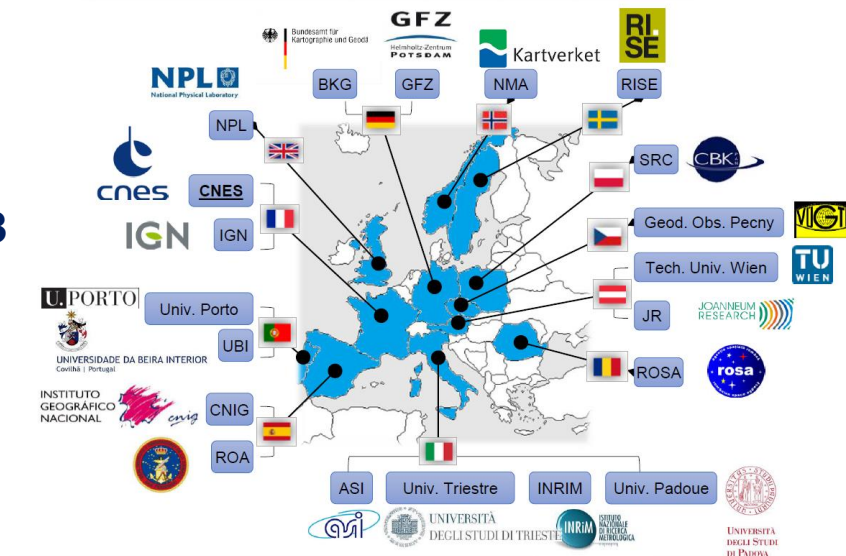 GFZ
Helmholtz-Zentrum
POTSDAM
Bundesamt für
Kartographie und Geodä
Kartverket
RI.
SE
NPL
National Physical Laboratory
BKG
GFZ
NMA
RISE
NPL
SRC
CBK
cnes
CNES
IGN
IGN
3
Geod. Obs. Pecny
Tech. Univ. Wien
TU
WIEN
JR
JOANNEUM
RESEARCH
U. PORTO
Univ. Porto
UBI
UNIVERSIDADE DA BEIRA INTERIOR
Covilhã | Portugal
ROSA
rosa
INSTITUTO
GEOGRÁFICO
NACIONAL
cnig
CNIG
ROA
ASI
Univ. Triestre
INRIM
Univ. Padoue
asi
UNIVERSITÀ
DEGLI STUDI DI TRIESTE
INRiM
ISTITUTO
NAZIONALE
DI RICERCA
METROLOGICA
UNIVERSITÀ
DEGLI STUDI
DI PADOVA